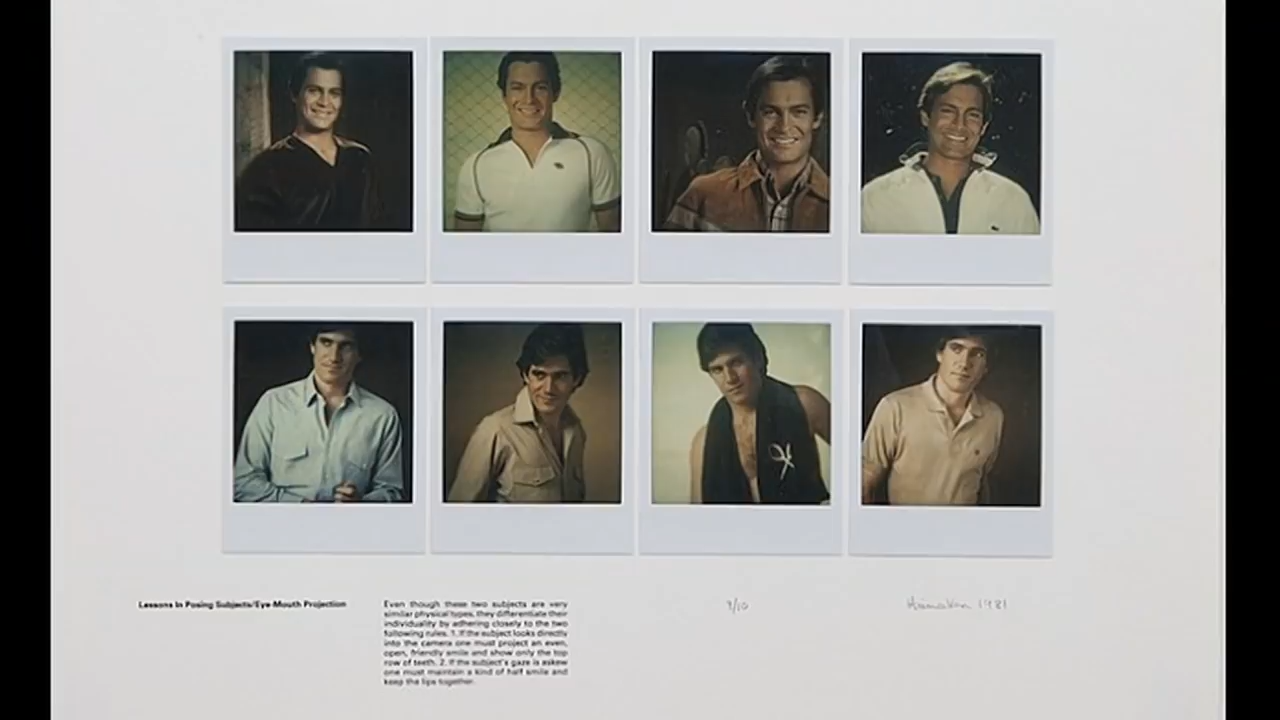 Lessons In Posing Subjects/Eye-Mouth Projection
Even though these two subjects are very
similar physical types, they differentiate their
individuality by adhering closely to the two
following rules. 1. If the subject looks directly
into the camera one must project an even,
open, friendly smile and show only the top
row of teeth. 2. If the subject's gaze is askew
one must maintain a kind of half smile and
keep the lips together.
9/10
1981